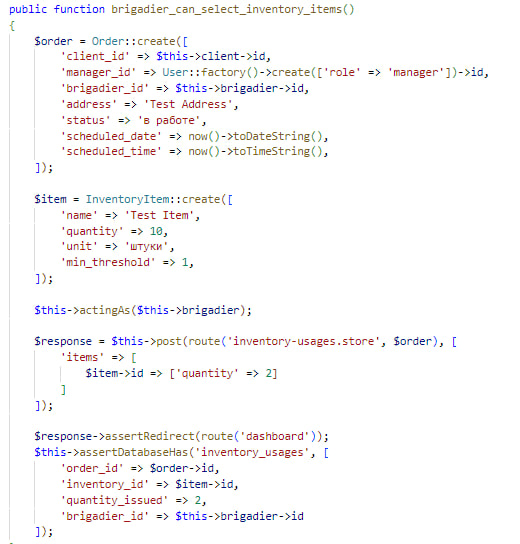 public function brigadier_can_select_inventory_items()
{
    $order = Order::create([
        'client_id' => $this->client->id,
        'manager_id' => User::factory()->create(['role' => 'manager'])->id,
        'brigadier_id' => $this->brigadier->id,
        'address' => 'Test Address',
        'status' => 'в работе',
        'scheduled_date' => now()->toDateString(),
        'scheduled_time' => now()->toTimeString(),
    ]);

    $item = InventoryItem::create([
        'name' => 'Test Item',
        'quantity' => 10,
        'unit' => 'штуки',
        'min_threshold' => 1,
    ]);

    $this->actingAs($this->brigadier);

    $response = $this->post(route('inventory-usages.store', $order), [
        'items' => [
            $item->id => ['quantity' => 2]
        ]
    ]);

    $response->assertRedirect(route('dashboard'));
    $this->assertDatabaseHas('inventory_usages', [
        'order_id' => $order->id,
        'inventory_id' => $item->id,
        'quantity_issued' => 2,
        'brigadier_id' => $this->brigadier->id
    ]);